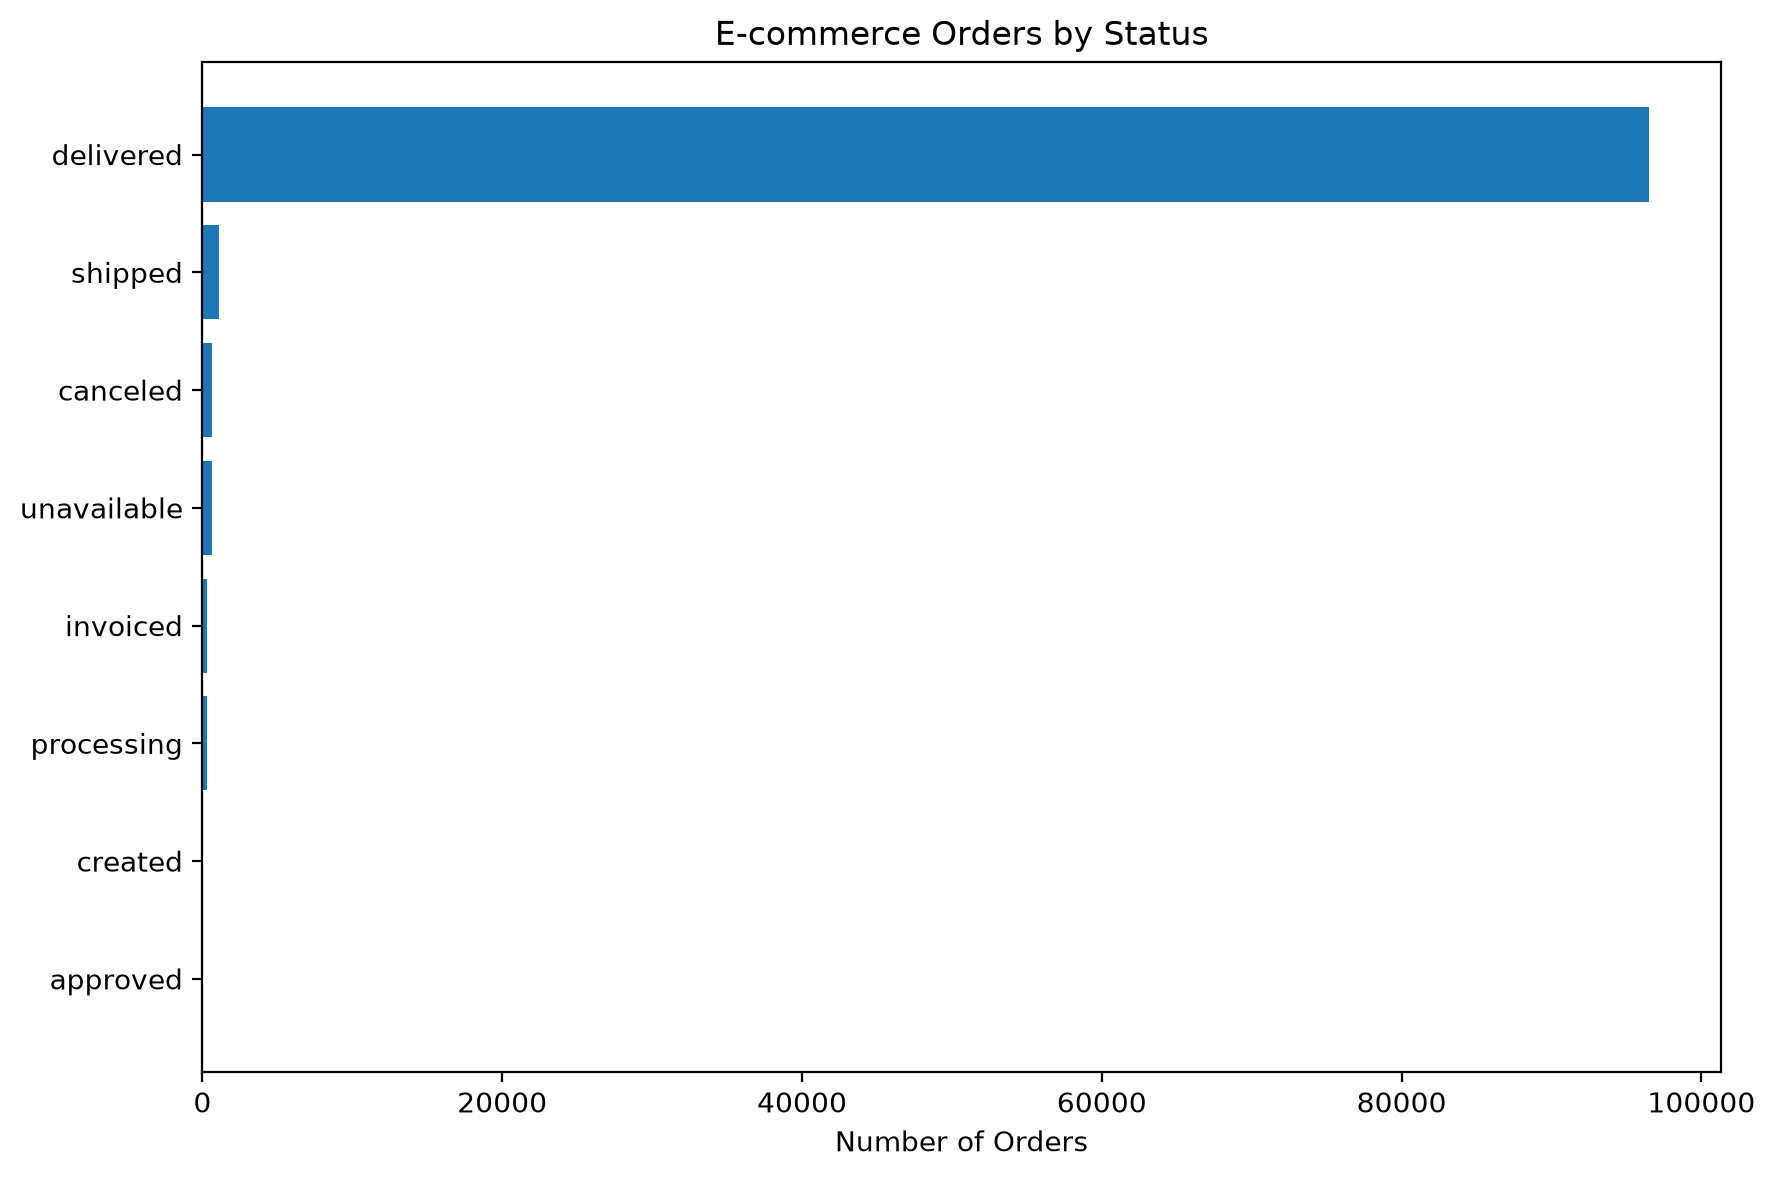 E-commerce Orders by Status
delivered
shipped
canceled
unavailable
invoiced
processing
created
approved
0 20000 40000 60000 80000 100000
Number of Orders